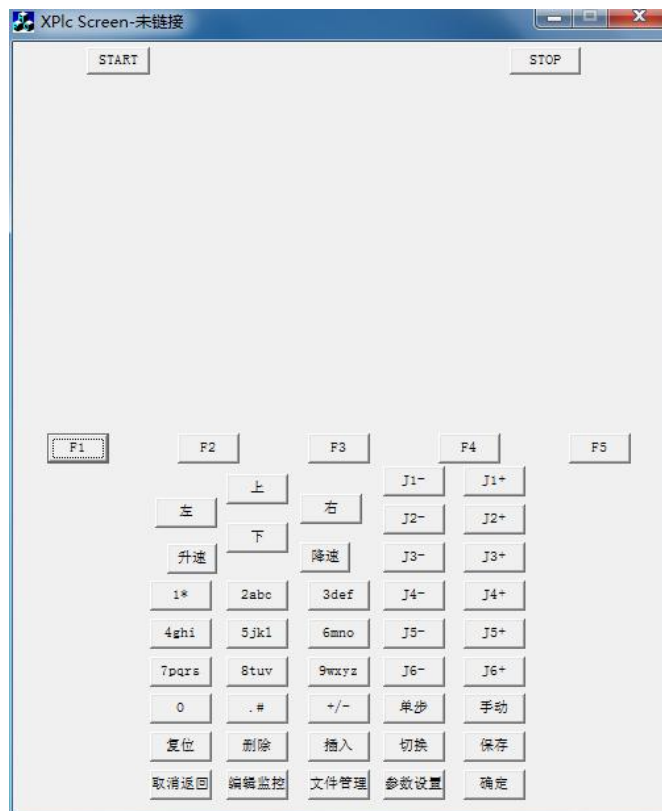 XPlc Screen-未链接
START STOP
F1 F2 F3 F4 F5
上 J1- J1+
左 右
下 J2- J2+
升速 降速 J3- J3+
1* 2abc 3def J4- J4+
4ghi 5jkl 6mno J5- J5+
7pqrs 8tuv 9wxyz J6- J6+
0 .# +/- 单步 手动
复位 删除 插入 切换 保存
取消返回 编辑监控 文件管理 参数设置 确定